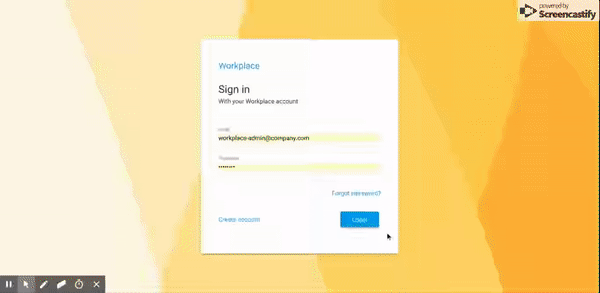 powered by
Screencastify
Workplace
Sign in
With your Workplace account
Email
workplace-admin@company.com
Password
Forgot password?
Create account